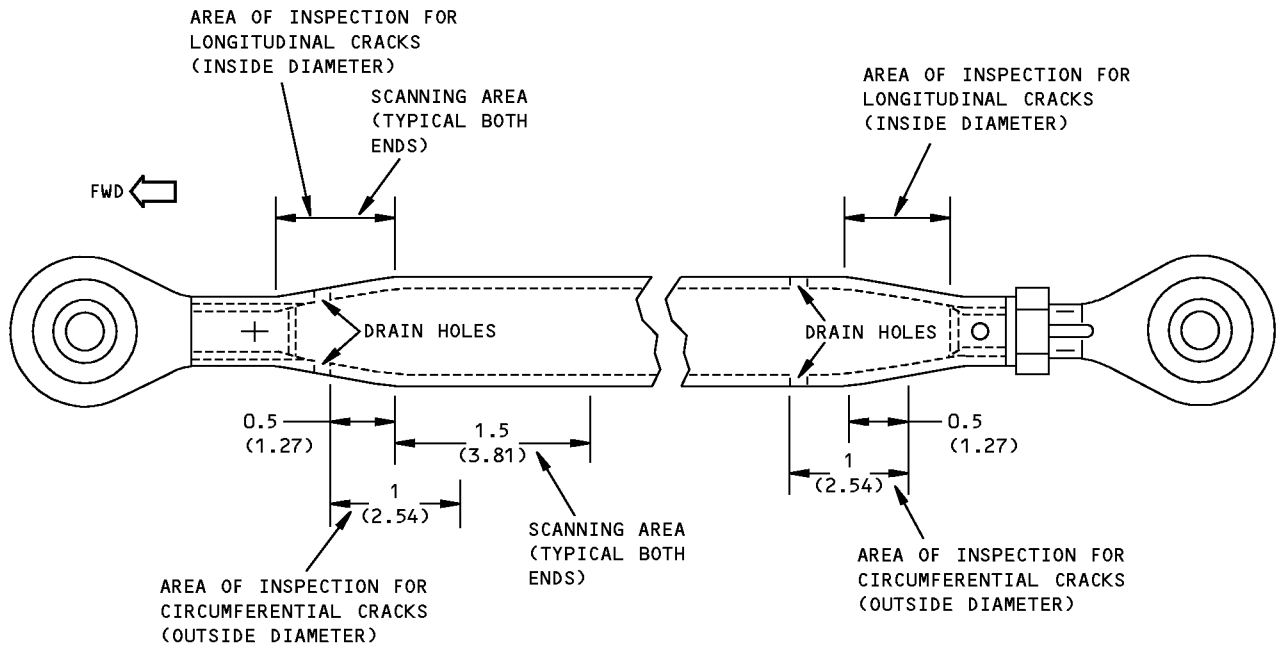 AREA OF INSPECTION FOR
LONGITUDINAL CRACKS
(INSIDE DIAMETER)
SCANNING AREA
(TYPICAL BOTH
ENDS)
AREA OF INSPECTION FOR
LONGITUDINAL CRACKS
(INSIDE DIAMETER)
FWD
DRAIN HOLES
DRAIN HOLES
0.5
(1.27)
1.5
(3.81)
0.5
(1.27)
1
(2.54)
1
(2.54)
SCANNING AREA
(TYPICAL BOTH
ENDS)
AREA OF INSPECTION FOR
CIRCUMFERENTIAL CRACKS
(OUTSIDE DIAMETER)
AREA OF INSPECTION FOR
CIRCUMFERENTIAL CRACKS
(OUTSIDE DIAMETER)